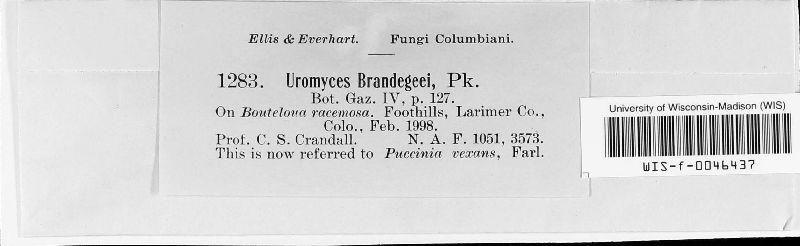 Ellis & Everhart. Fungi Columbiani.
1283. Uromyces Brandegeei, Pk.
Bot. Gaz. IV, p. 127.
On Bouteloua racemosa. Foothills, Larimer Co.,
Colo., Feb. 1998.
Prof. C. S. Crandall. N. A. F. 1051, 3573.
This is now referred to Puccinia vexans, Farl.
University of Wisconsin-Madison (WIS)
WIS-f-0046437